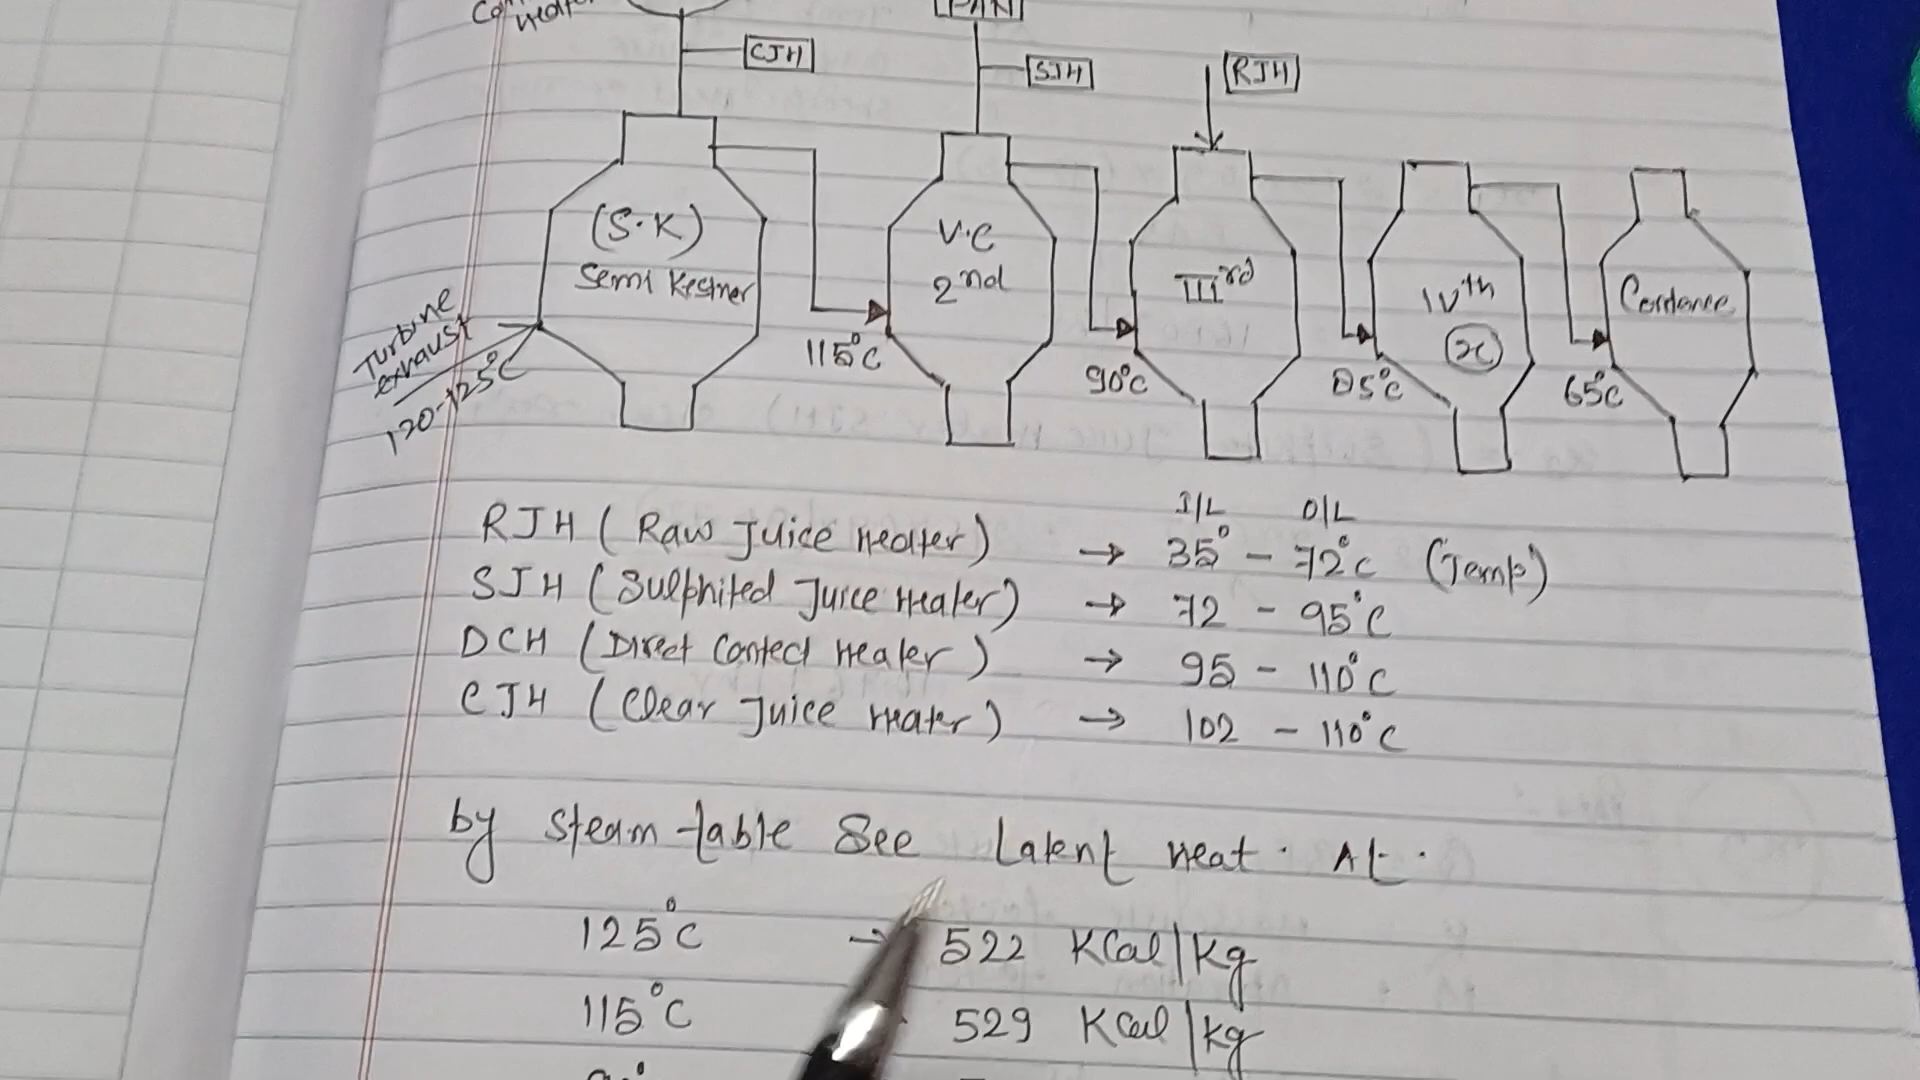 Heater
PAN
CJH
SJH
RJH
(S.K)
Semi Kestner
V.C
2nd
IIIrd
IVth
x
Turbine
exhaust
120-125°C
115°C
90°C
85°C
65°C
I/L O/L
RJH (Raw Juice Heater) → 35° - 72°C (Temp)
SJH (Sulphited Juice Heater) → 72 - 95°C
DCH (Direct Contect Heater) → 95 - 110°C
CJH (Clear Juice Heater) → 102 - 110°C
by steam table See Latent Heat. At.
125°C → 522 KCal/kg
115°C 529 KCal/kg